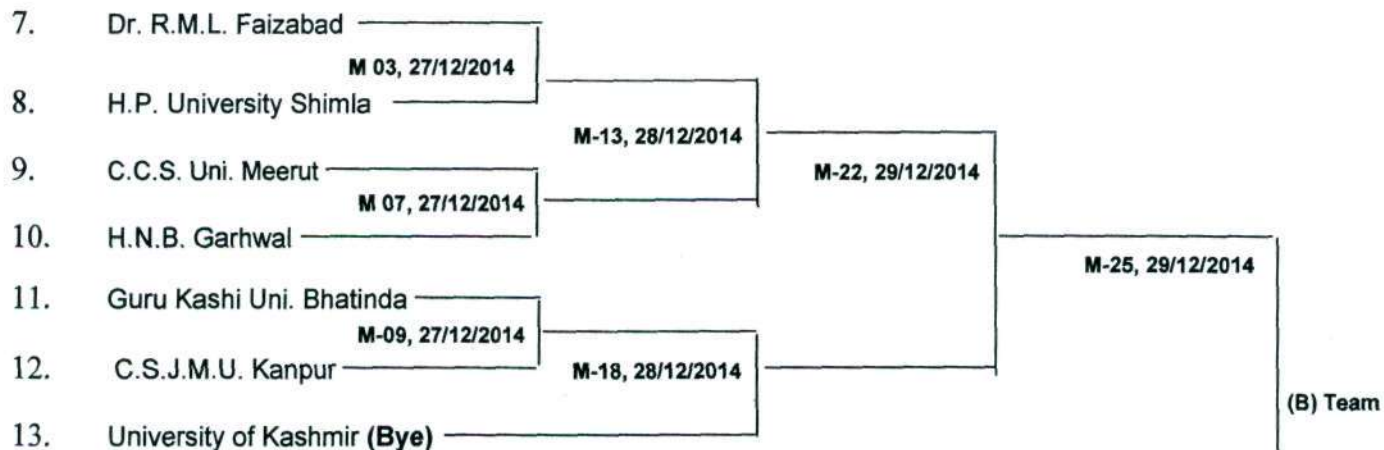 7. Dr. R.M.L. Faizabad
M 03, 27/12/2014
8. H.P. University Shimla
M-13, 28/12/2014
9. C.C.S. Uni. Meerut
M-22, 29/12/2014
M 07, 27/12/2014
10. H.N.B. Garhwal
M-25, 29/12/2014
11. Guru Kashi Uni. Bhatinda
M-09, 27/12/2014
12. C.S.J.M.U. Kanpur
M-18, 28/12/2014
(B) Team
13. University of Kashmir (Bye)